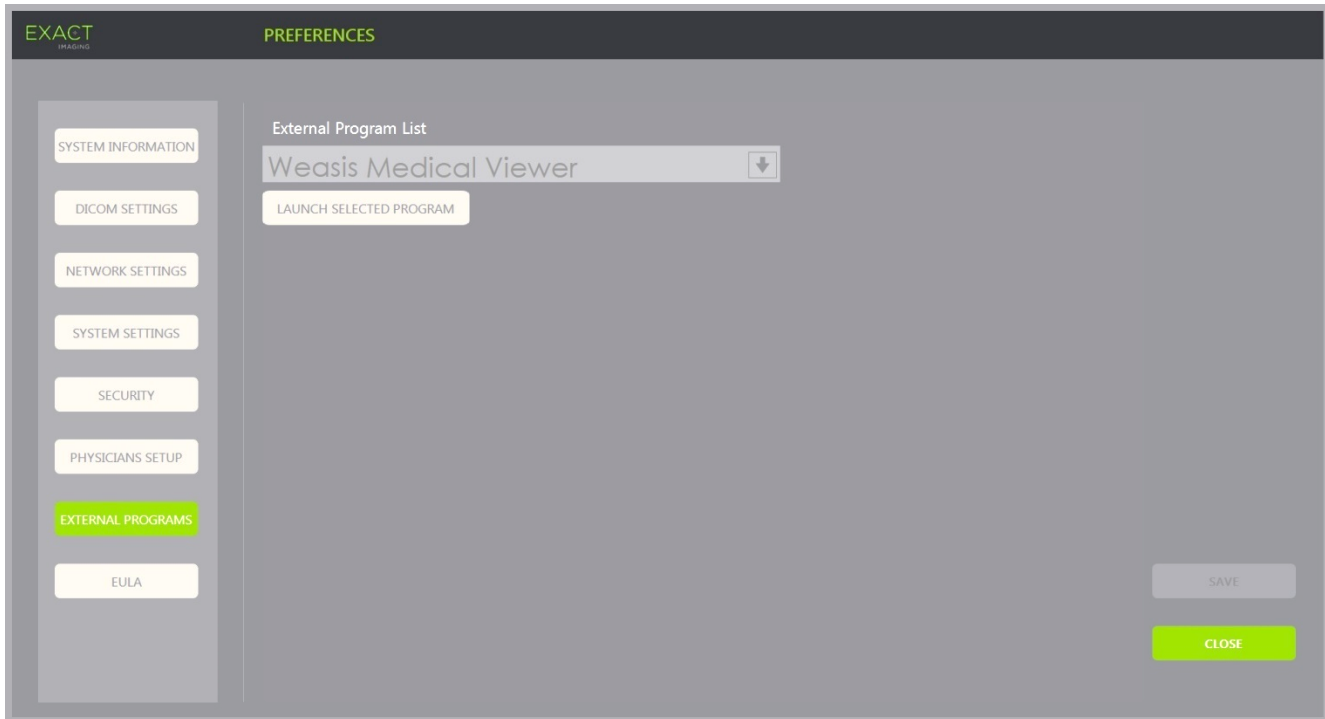 EXACT
IMAGING
PREFERENCES
SYSTEM INFORMATION
DICOM SETTINGS
NETWORK SETTINGS
SYSTEM SETTINGS
SECURITY
PHYSICIANS SETUP
EXTERNAL PROGRAMS
EULA
External Program List
Weasis Medical Viewer
LAUNCH SELECTED PROGRAM
SAVE
CLOSE